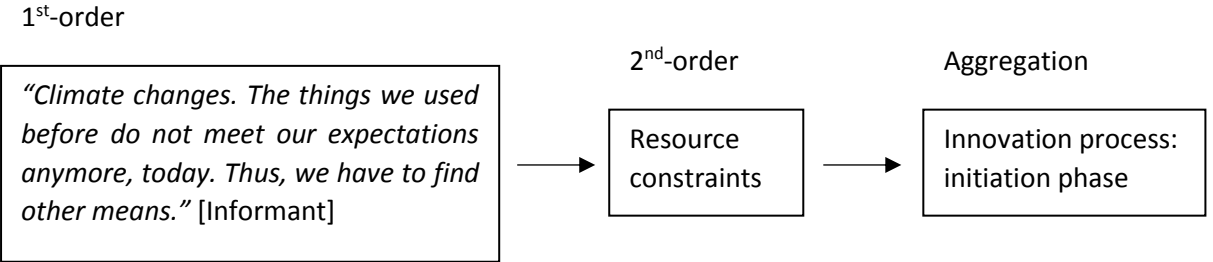 1st-order
2nd-order
Aggregation
“Climate changes. The things we used
before do not meet our expectations
anymore, today. Thus, we have to find
other means.” [Informant]
Resource
constraints
Innovation process:
initiation phase